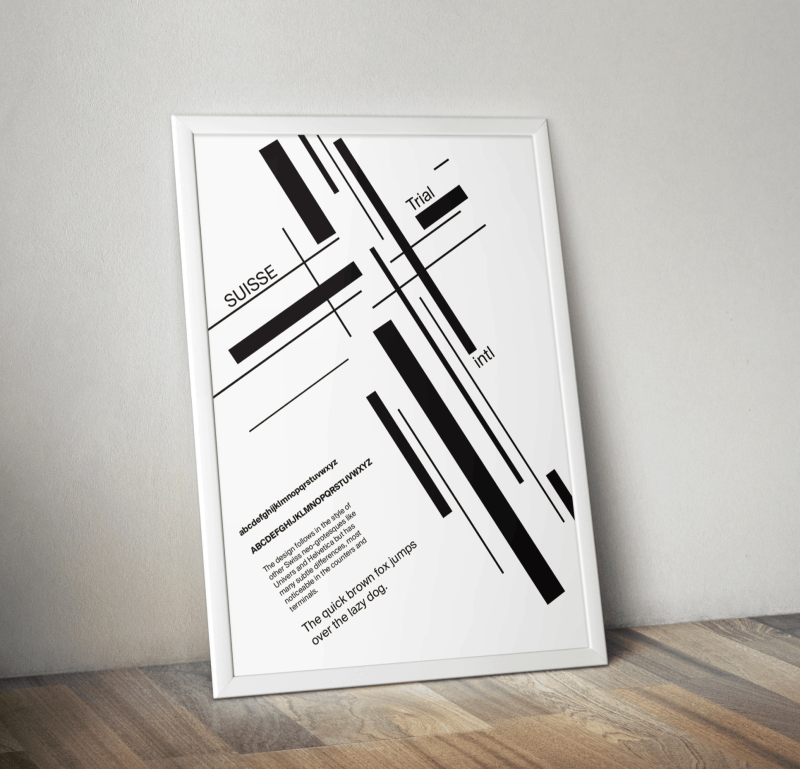 Trial
SUISSE
intl
abcdefghijklmnopqrstuvwxyz
ABCDEFGHIJKLMNOPQRSTUVWXYZ
The design follows in the style of
other Swiss neo-grotesques like
Univers and Helvetica but has
many subtle differences, most
noticeable in the counters and
terminals.
The quick brown fox jumps
over the lazy dog.